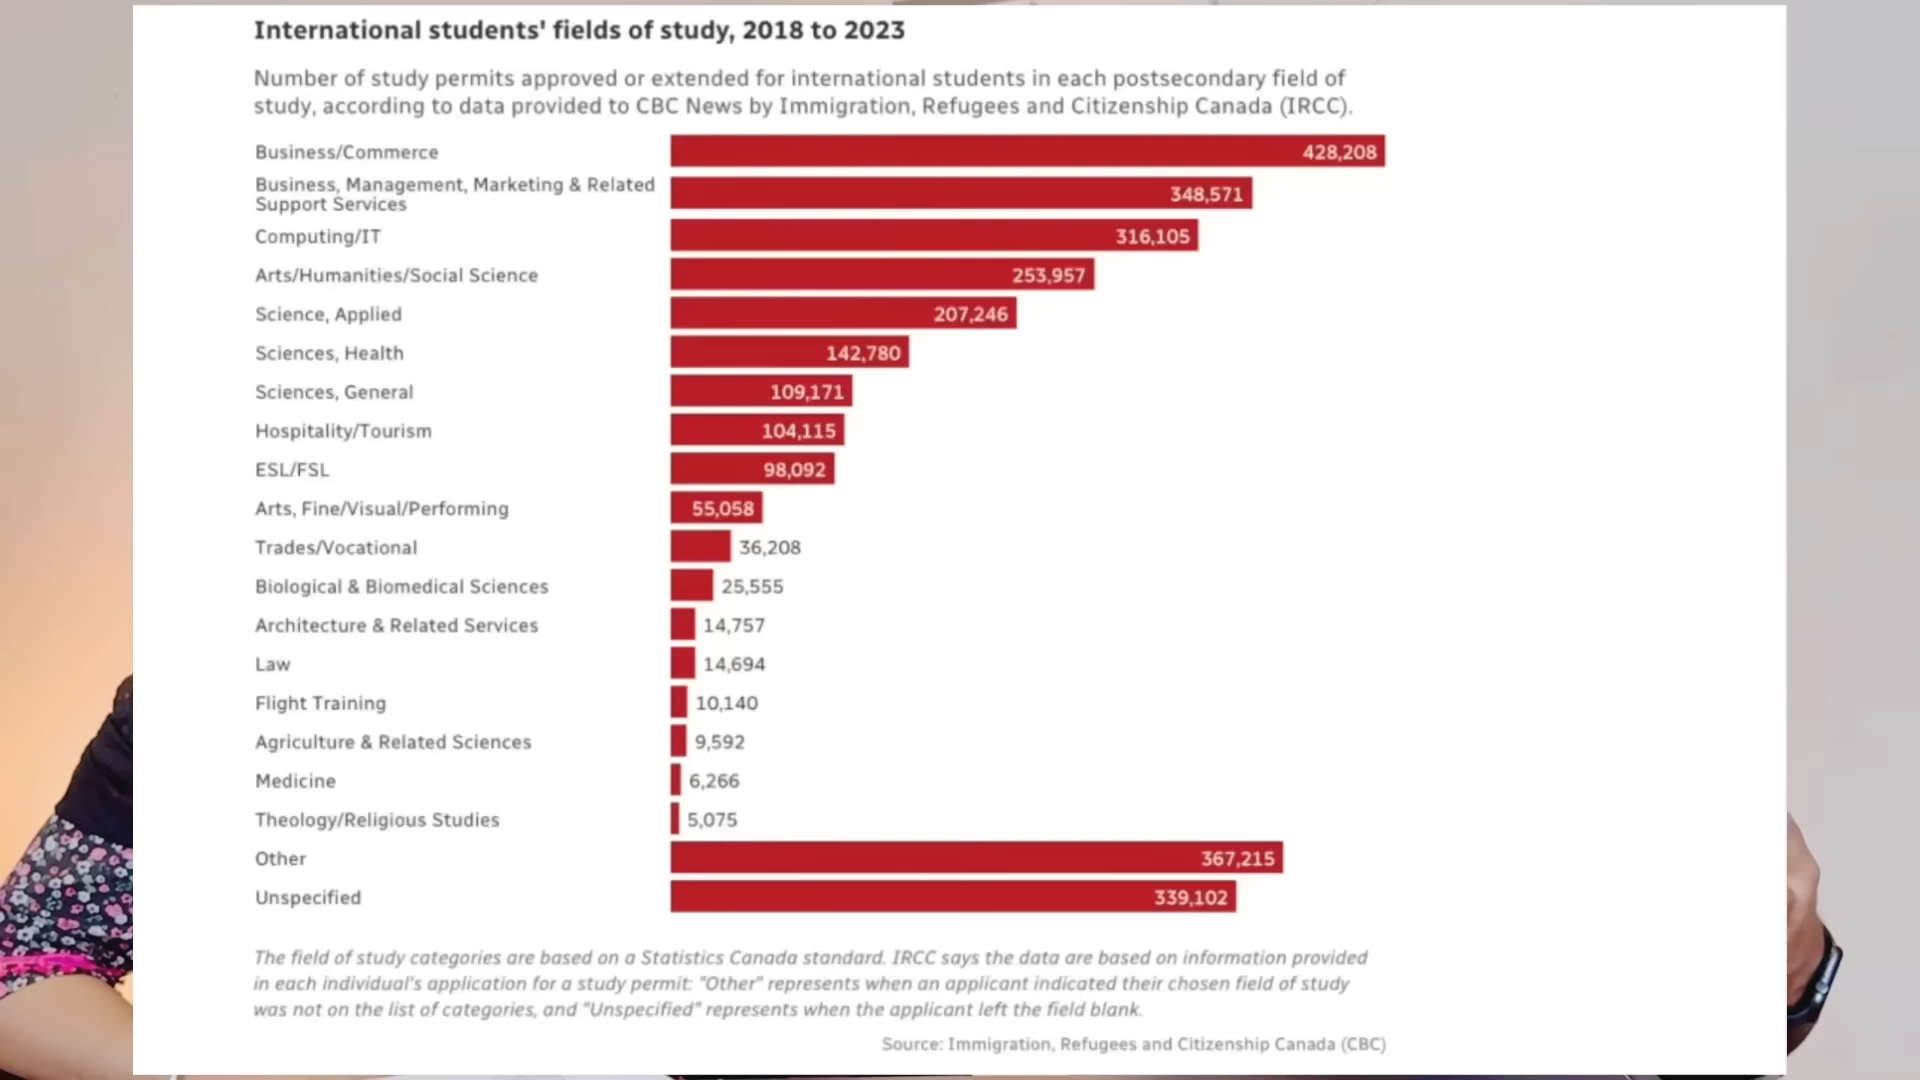 International students' fields of study, 2018 to 2023
Number of study permits approved or extended for international students in each postsecondary field of
study, according to data provided to CBC News by Immigration, Refugees and Citizenship Canada (IRCC).
Business/Commerce 428,208
Business, Management, Marketing & Related
Support Services 348,571
Computing/IT 316,105
Arts/Humanities/Social Science 253,957
Science, Applied 207,246
Sciences, Health 142,780
Sciences, General 109,171
Hospitality/Tourism 104,115
ESL/FSL 98,092
Arts, Fine/Visual/Performing 55,058
Trades/Vocational 36,208
Biological & Biomedical Sciences 25,555
Architecture & Related Services 14,757
Law 14,694
Flight Training 10,140
Agriculture & Related Sciences 9,592
Medicine 6,266
Theology/Religious Studies 5,075
Other 367,215
Unspecified 339,102
The field of study categories are based on a Statistics Canada standard. IRCC says the data are based on information provided
in each individual's application for a study permit: "Other" represents when an applicant indicated their chosen field of study
was not on the list of categories, and "Unspecified" represents when the applicant left the field blank.
Source: Immigration, Refugees and Citizenship Canada (CBC)